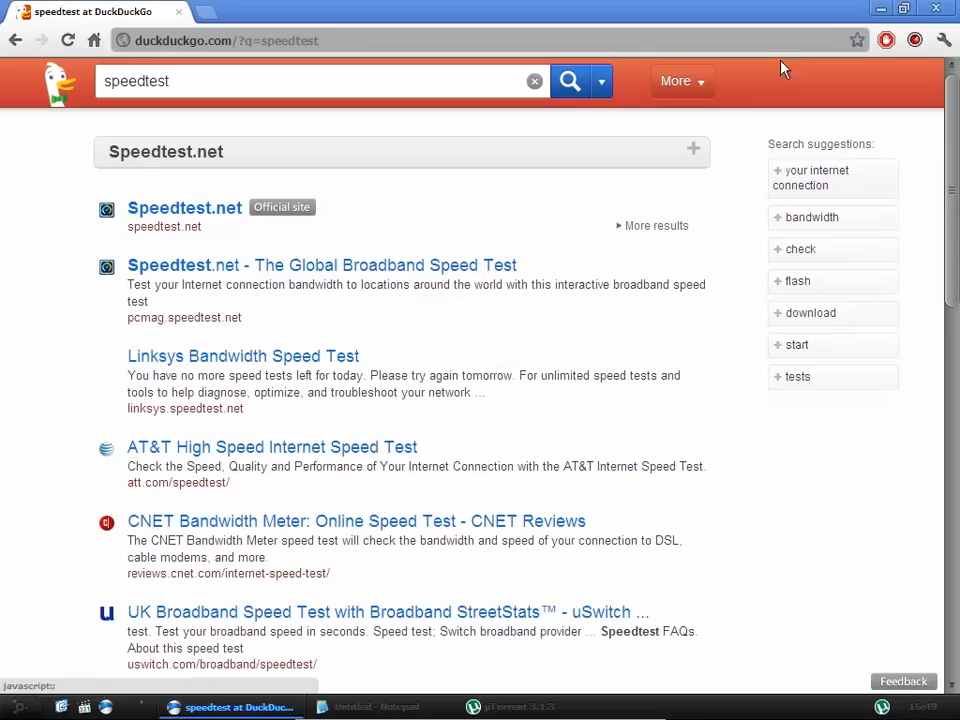 speedtest at DuckDuckGo
duckduckgo.com/?q=speedtest
speedtest
More
Speedtest.net
Speedtest.net Official site
speedtest.net
More results
Speedtest.net - The Global Broadband Speed Test
Test your Internet connection bandwidth to locations around the world with this interactive broadband speed
test
pcmag.speedtest.net
Linksys Bandwidth Speed Test
You have no more speed tests left for today. Please try again tomorrow. For unlimited speed tests and
tools to help diagnose, optimize, and troubleshoot your network ...
linksys.speedtest.net
AT&T High Speed Internet Speed Test
Check the Speed, Quality and Performance of Your Internet Connection with the AT&T Internet Speed Test.
att.com/speedtest/
CNET Bandwidth Meter: Online Speed Test - CNET Reviews
The CNET Bandwidth Meter speed test will check the bandwidth and speed of your connection to DSL,
cable modems, and more.
reviews.cnet.com/internet-speed-test/
UK Broadband Speed Test with Broadband StreetStats™ - uSwitch ...
test. Test your broadband speed in seconds. Speed test; Switch broadband provider ... Speedtest FAQs.
About this speed test
uswitch.com/broadband/speedtest/
Search suggestions:
+ your internet
connection
+ bandwidth
+ check
+ flash
+ download
+ start
+ tests
Feedback
javascript:;
speedtest at DuckDuc...
Untitled - Notepad
µTorrent 3.1.3
16:49